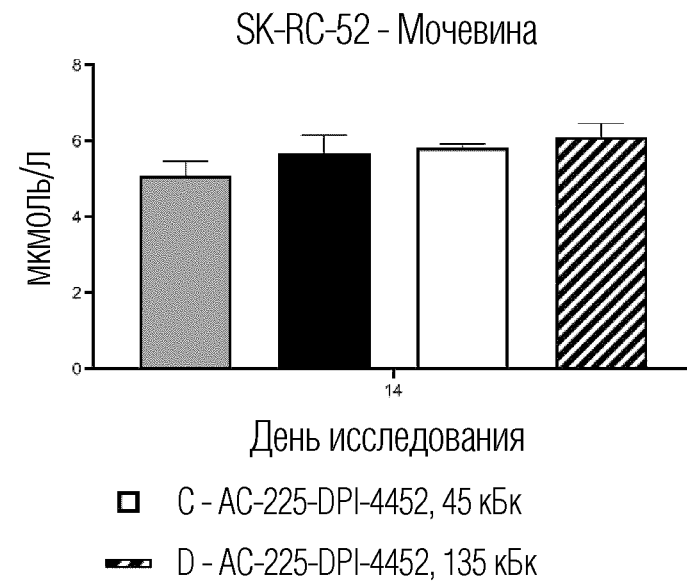 SK-RC-52 - Мочевина
мкмоль/л
8
6
4
2
0
14
День исследования
C - AC-225-DPI-4452, 45 кБк
D - AC-225-DPI-4452, 135 кБк